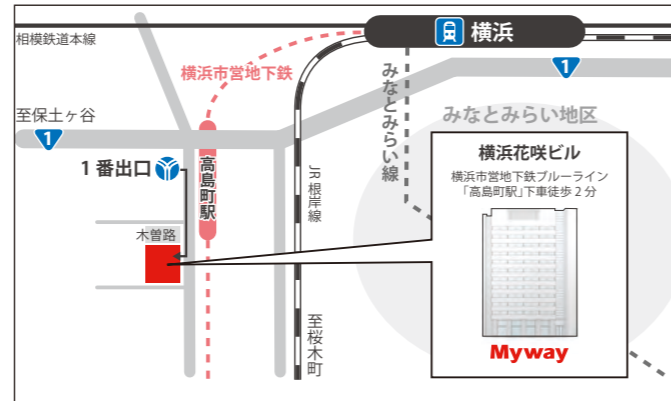 横浜
相模鉄道本線
横浜市営地下鉄
みなとみらい線
1
至保土ヶ谷
1
みなとみらい地区
1 番出口
高島町駅
JR 根岸線
横浜花咲ビル
横浜市営地下鉄ブルーライン
「高島町駅」下車徒歩 2 分
木曽路
至桜木町
Myway